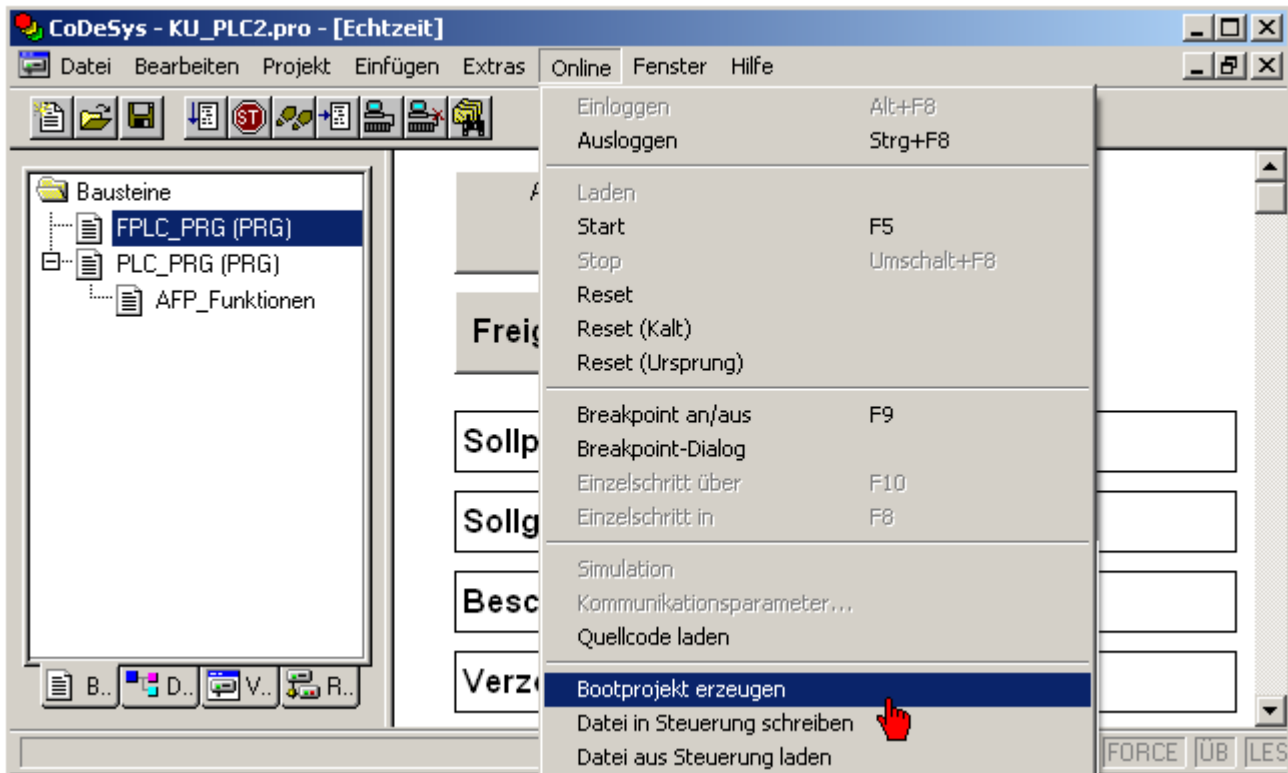 CoDeSys - KU_PLC2.pro - [Echtzeit]
Datei Bearbeiten Projekt Einfügen Extras Online Fenster Hilfe
ST
Einloggen Alt+F8
Ausloggen Strg+F8
Laden
Start F5
Stop Umschalt+F8
Reset
Reset (Kalt)
Reset (Ursprung)
Breakpoint an/aus F9
Breakpoint-Dialog
Einzelschritt über F10
Einzelschritt in F8
Simulation
Kommunikationsparameter...
Quellcode laden
Bootprojekt erzeugen
Datei in Steuerung schreiben
Datei aus Steuerung laden
Bausteine
FPLC_PRG (PRG)
PLC_PRG (PRG)
AFP_Funktionen
B.. D.. V.. R..
A
Freig
Sollp
Sollg
Besc
Verz
FORCE ÜB LES